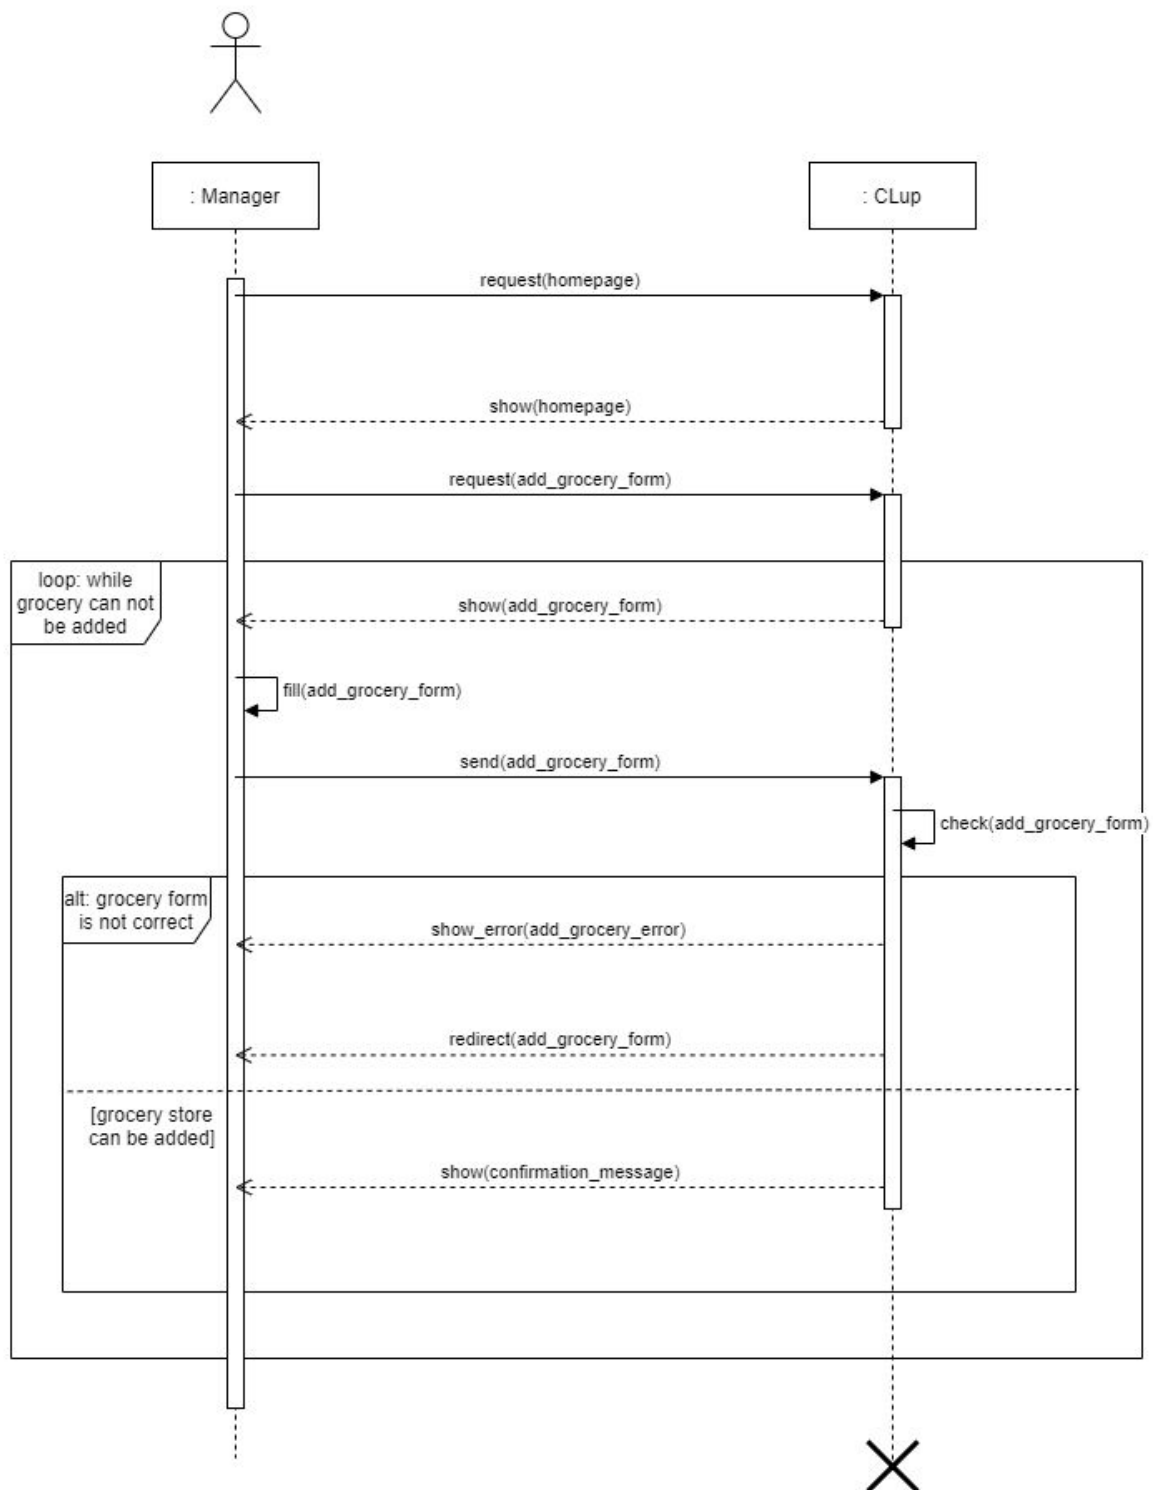 : Manager
: CLup
request(homepage)
show(homepage)
request(add_grocery_form)
loop: while
grocery can not
be added
show(add_grocery_form)
fill(add_grocery_form)
send(add_grocery_form)
check(add_grocery_form)
alt: grocery form
is not correct
show_error(add_grocery_error)
redirect(add_grocery_form)
[grocery store
can be added]
show(confirmation_message)